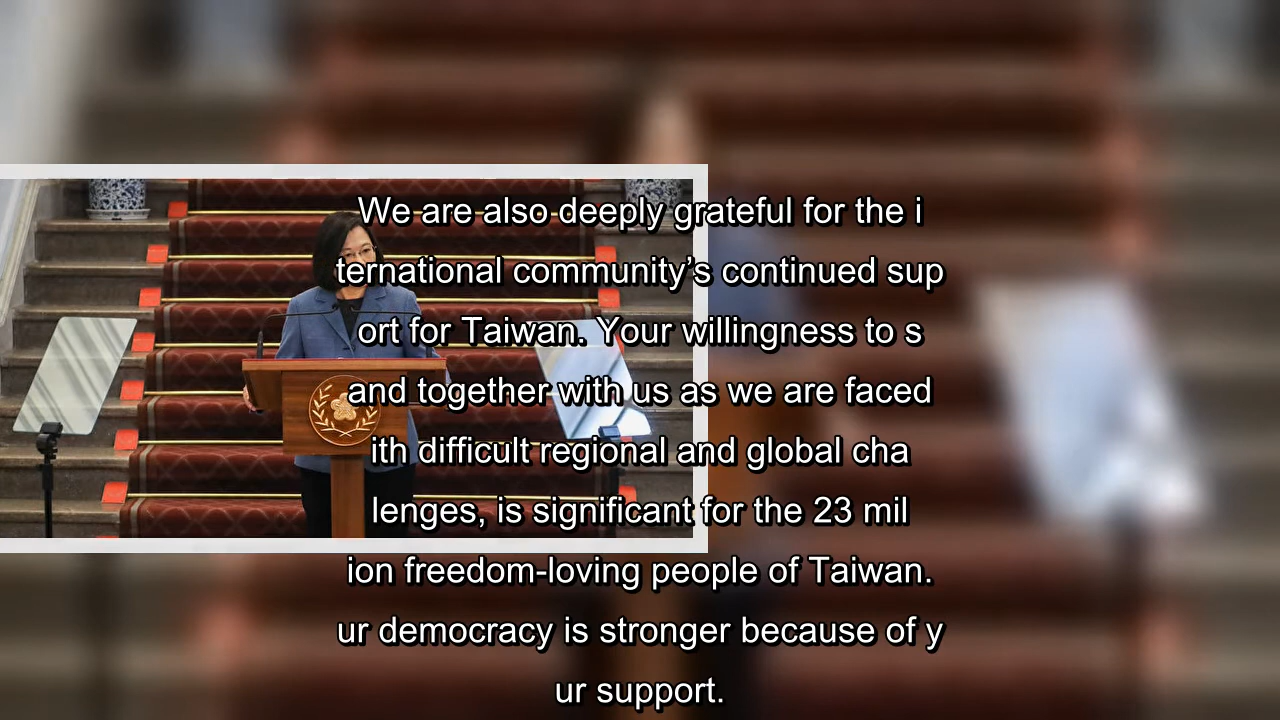 We are also deeply grateful for the i
ternational community’s continued sup
ort for Taiwan. Your willingness to s
and together with us as we are faced
ith difficult regional and global cha
lenges, is significant for the 23 mil
ion freedom-loving people of Taiwan.
ur democracy is stronger because of y
ur support.